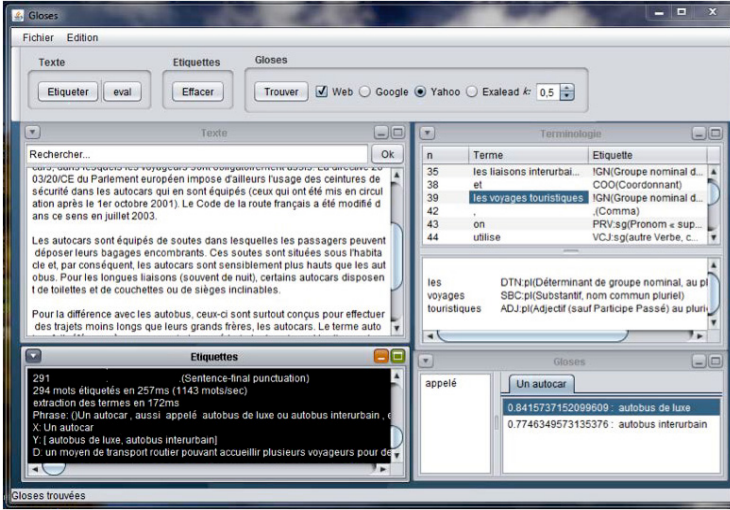 Gloses
Fichier Edition
Texte
Etiqueter eval
Etiquettes
Effacer
Gloses
Trouver Web Google Yahoo Exalead k: 0,5
Texte
Rechercher... Ok
03/20/CE du Parlement européen impose d'ailleurs l'usage des ceintures de
sécurité dans les autocars qui en sont équipés (ceux qui ont été mis en circul
ation après le 1er octobre 2001). Le Code de la route français a été modifié d
ans ce sens en juillet 2003.
Les autocars sont équipés de soutes dans lesquelles les passagers peuvent
déposer leurs bagages encombrants. Ces soutes sont situées sous l'habita
cle et, par conséquent, les autocars sont sensiblement plus hauts que les aut
obus. Pour les longues liaisons (souvent de nuit), certains autocars disposen
t de toilettes et de couchettes ou de sièges inclinables.
Pour la différence avec les autobus, ceux-ci sont surtout conçus pour effectuer
des trajets moins longs que leurs grands frères, les autocars. Le terme auto
Terminologie
n Terme Etiquette
35 les liaisons interurbai... !GN(Groupe nominal d...
38 et COO(Coordonnant)
39 les voyages touristiques !GN(Groupe nominal d...
42 , ,(Comma)
43 on PRV:sg(Pronom « sup...
44 utilise VCJ:sg(autre Verbe, c...
les DTN:pl(Déterminant de groupe nominal, au pl
voyages SBC:pl(Substantif, nom commun pluriel)
touristiques ADJ:pl(Adjectif (sauf Participe Passé) au pluri
Etiquettes
291 . .(Sentence-final punctuation)
294 mots étiquetés en 257ms (1143 mots/sec)
extraction des termes en 172ms
Phrase: ()Un autocar , aussi appelé autobus de luxe ou autobus interurbain ,
X: Un autocar
Y: [ autobus de luxe, autobus interurbain]
D: un moyen de transport routier pouvant accueillir plusieurs voyageurs pour de
Gloses
appelé
Un autocar
0.8415737152099609 : autobus de luxe
0.7746349573135376 : autobus interurbain
Gloses trouvées